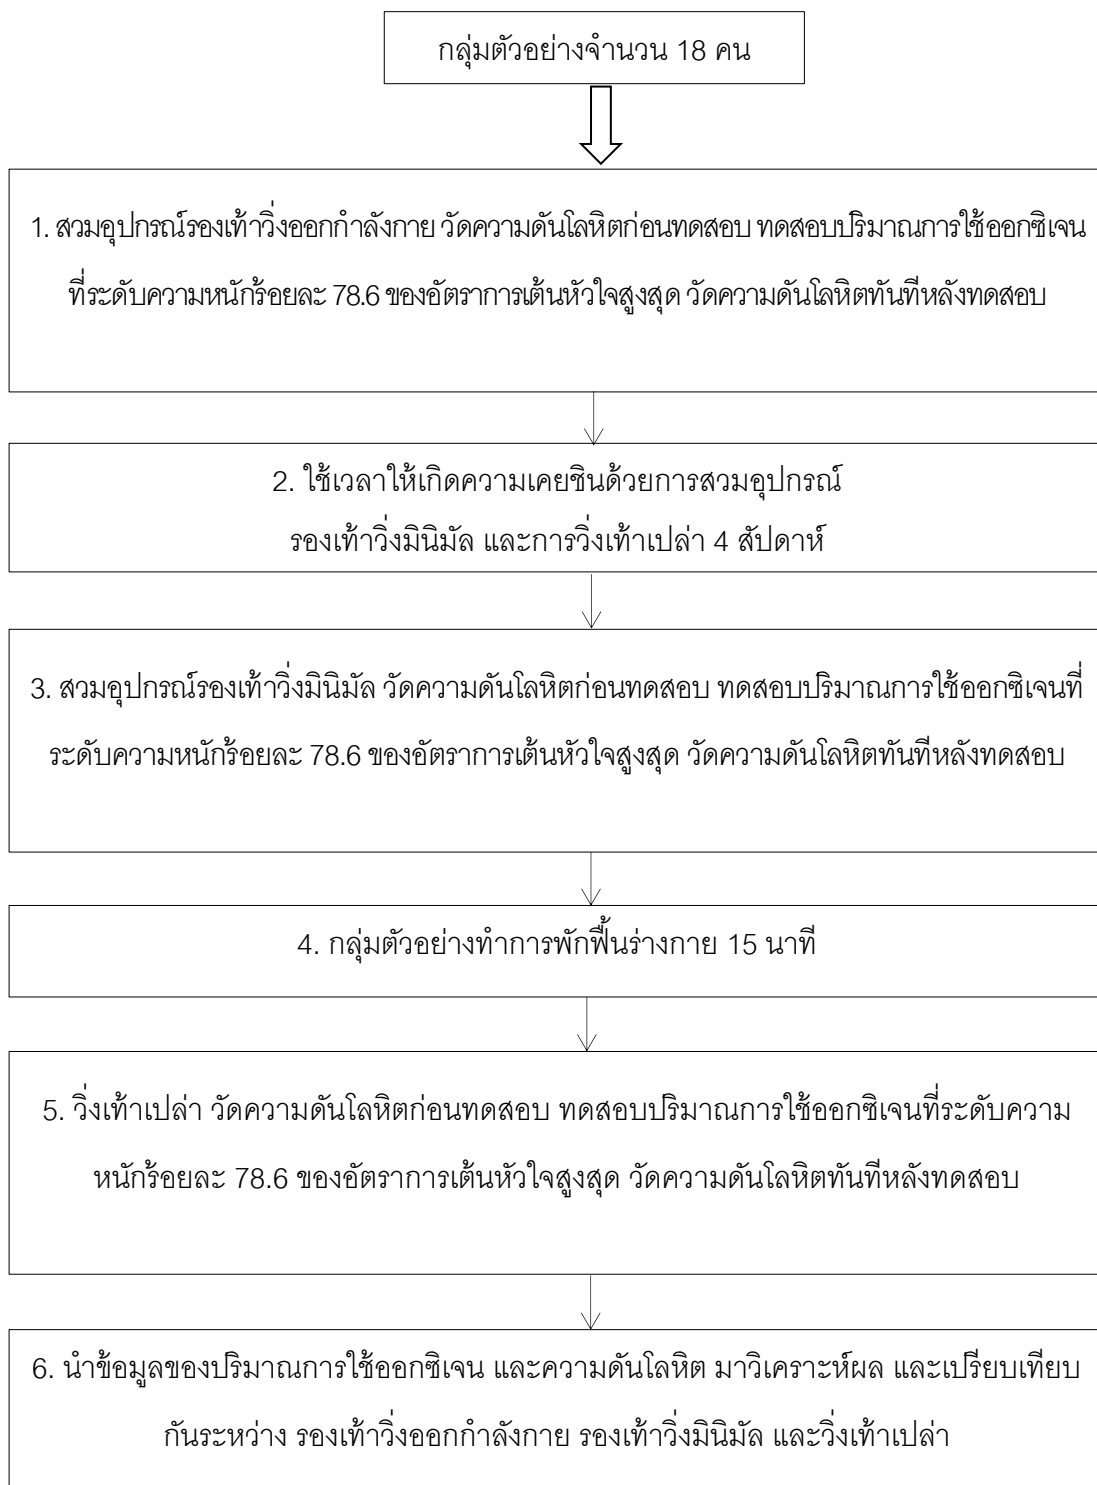 กลุ่มตัวอย่างจำนวน 18 คน
1. สวมอุปกรณ์รองเท้าวิ่งออกกำลังกาย วัดความดันโลหิตก่อนทดสอบ ทดสอบปริมาณการใช้ออกซิเจน
ที่ระดับความหนักร้อยละ 78.6 ของอัตราการเต้นหัวใจสูงสุด วัดความดันโลหิตทันทีหลังทดสอบ
2. ใช้เวลาให้เกิดความเคยชินด้วยการสวมอุปกรณ์
รองเท้าวิ่งมินิมัล และการวิ่งเท้าเปล่า 4 สัปดาห์
3. สวมอุปกรณ์รองเท้าวิ่งมินิมัล วัดความดันโลหิตก่อนทดสอบ ทดสอบปริมาณการใช้ออกซิเจนที่
ระดับความหนักร้อยละ 78.6 ของอัตราการเต้นหัวใจสูงสุด วัดความดันโลหิตทันทีหลังทดสอบ
4. กลุ่มตัวอย่างทำการพักฟื้นร่างกาย 15 นาที
5. วิ่งเท้าเปล่า วัดความดันโลหิตก่อนทดสอบ ทดสอบปริมาณการใช้ออกซิเจนที่ระดับความ
หนักร้อยละ 78.6 ของอัตราการเต้นหัวใจสูงสุด วัดความดันโลหิตทันทีหลังทดสอบ
6. นำข้อมูลของปริมาณการใช้ออกซิเจน และความดันโลหิต มาวิเคราะห์ผล และเปรียบเทียบ
กันระหว่าง รองเท้าวิ่งออกกำลังกาย รองเท้าวิ่งมินิมัล และวิ่งเท้าเปล่า